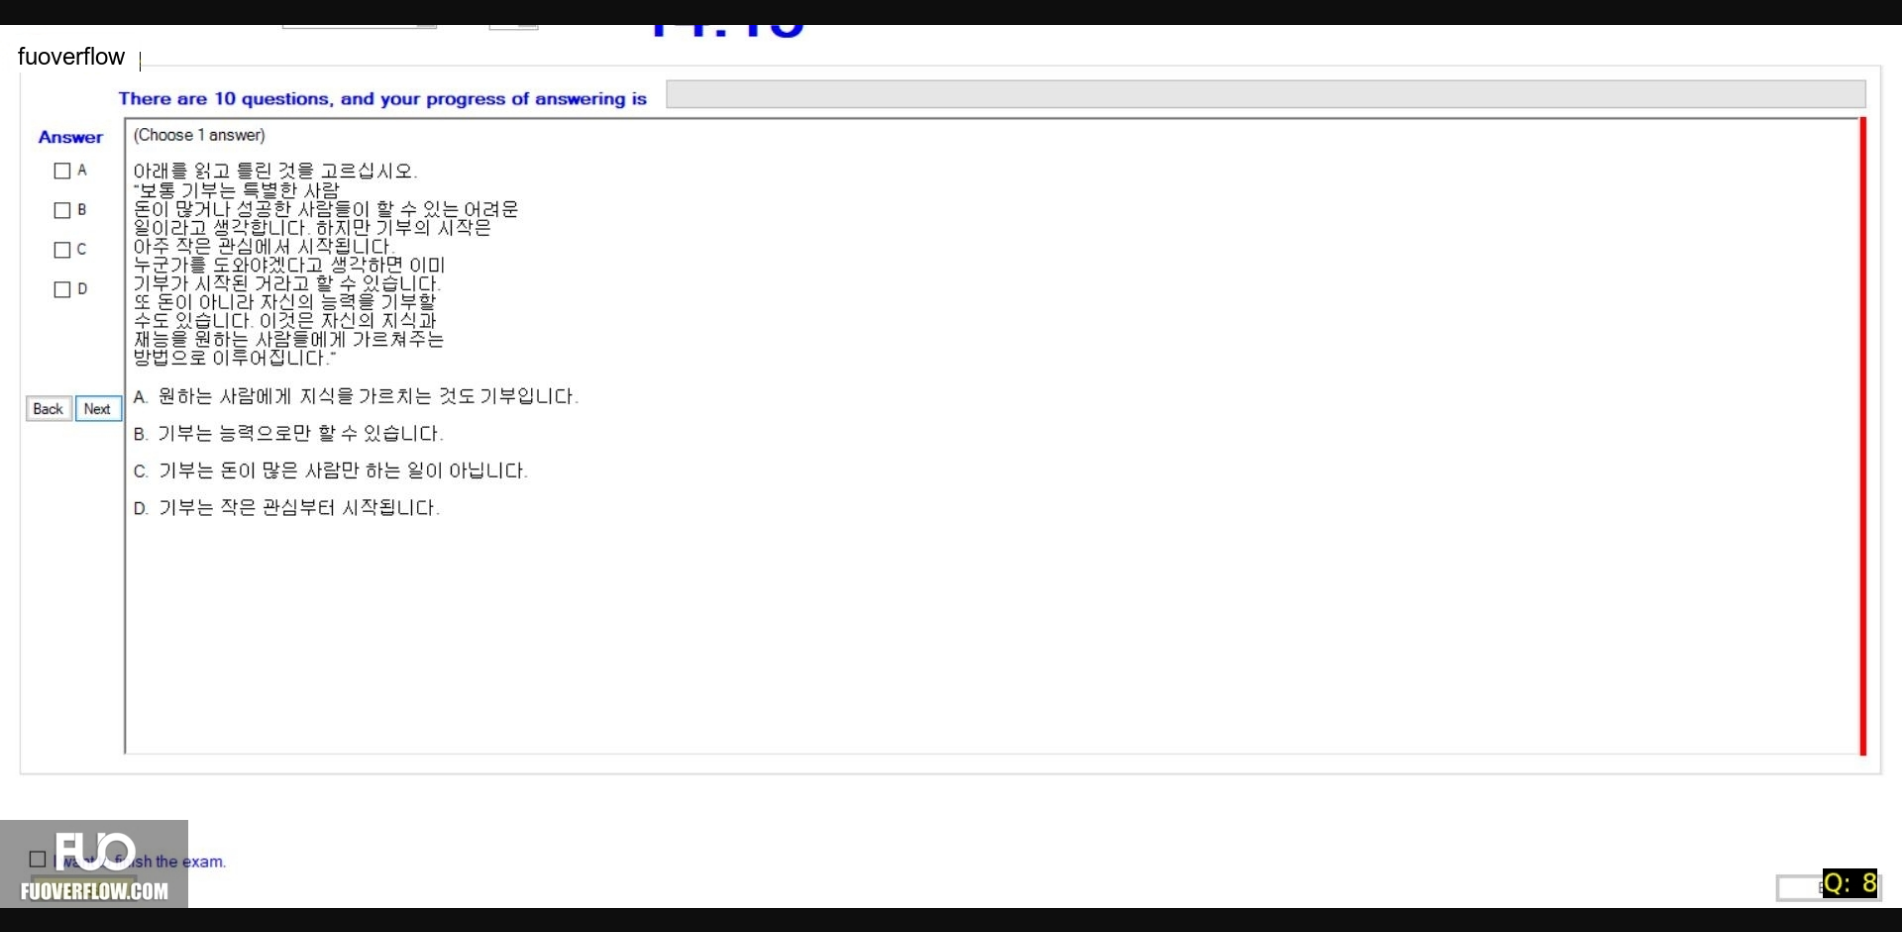 fuoverflow
There are 10 questions, and your progress of answering is
Answer
(Choose 1 answer)
A
B
C
D
아래를 읽고 틀린 것을 고르십시오.
"보통 기부는 특별한 사람
돈이 많거나 성공한 사람들이 할 수 있는 어려운
일이라고 생각합니다. 하지만 기부의 시작은
아주 작은 관심에서 시작됩니다.
누군가를 도와야겠다고 생각하면 이미
기부가 시작된 거라고 할 수 있습니다.
또 돈이 아니라 자신의 능력을 기부할
수도 있습니다. 이것은 자신의 지식과
재능을 원하는 사람들에게 가르쳐주는
방법으로 이루어집니다."
A. 원하는 사람에게 지식을 가르치는 것도 기부입니다.
B. 기부는 능력으로만 할 수 있습니다.
C. 기부는 돈이 많은 사람만 하는 일이 아닙니다.
D. 기부는 작은 관심부터 시작됩니다.
Back Next
FUO
the exam.
FUOVERFLOW.COM
Q: 8